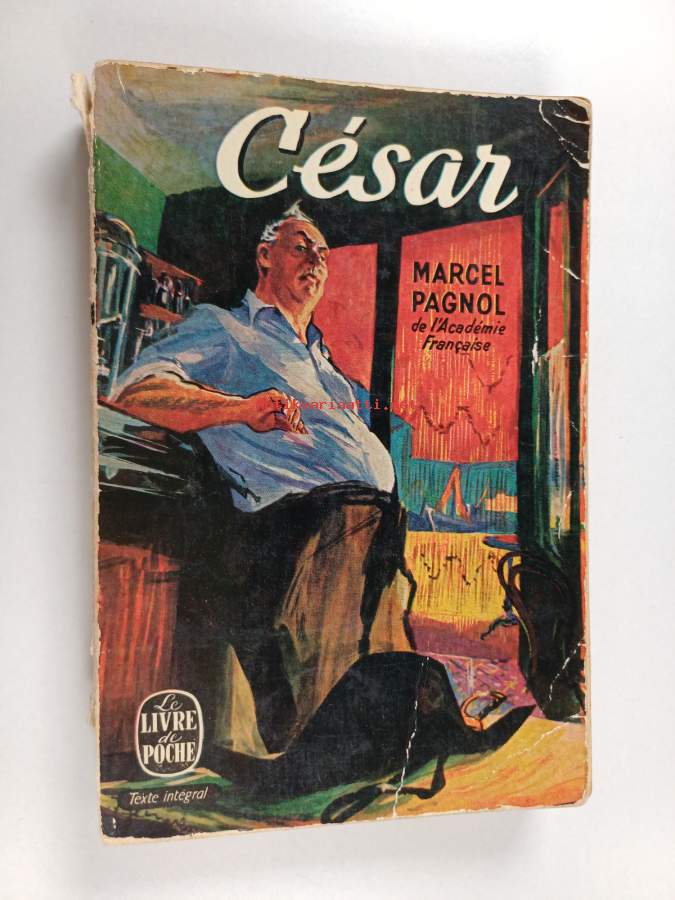 César
MARCEL
PAGNOL
de l'Académie
Française
Le
LIVRE
de
POCHE
Texte intégral